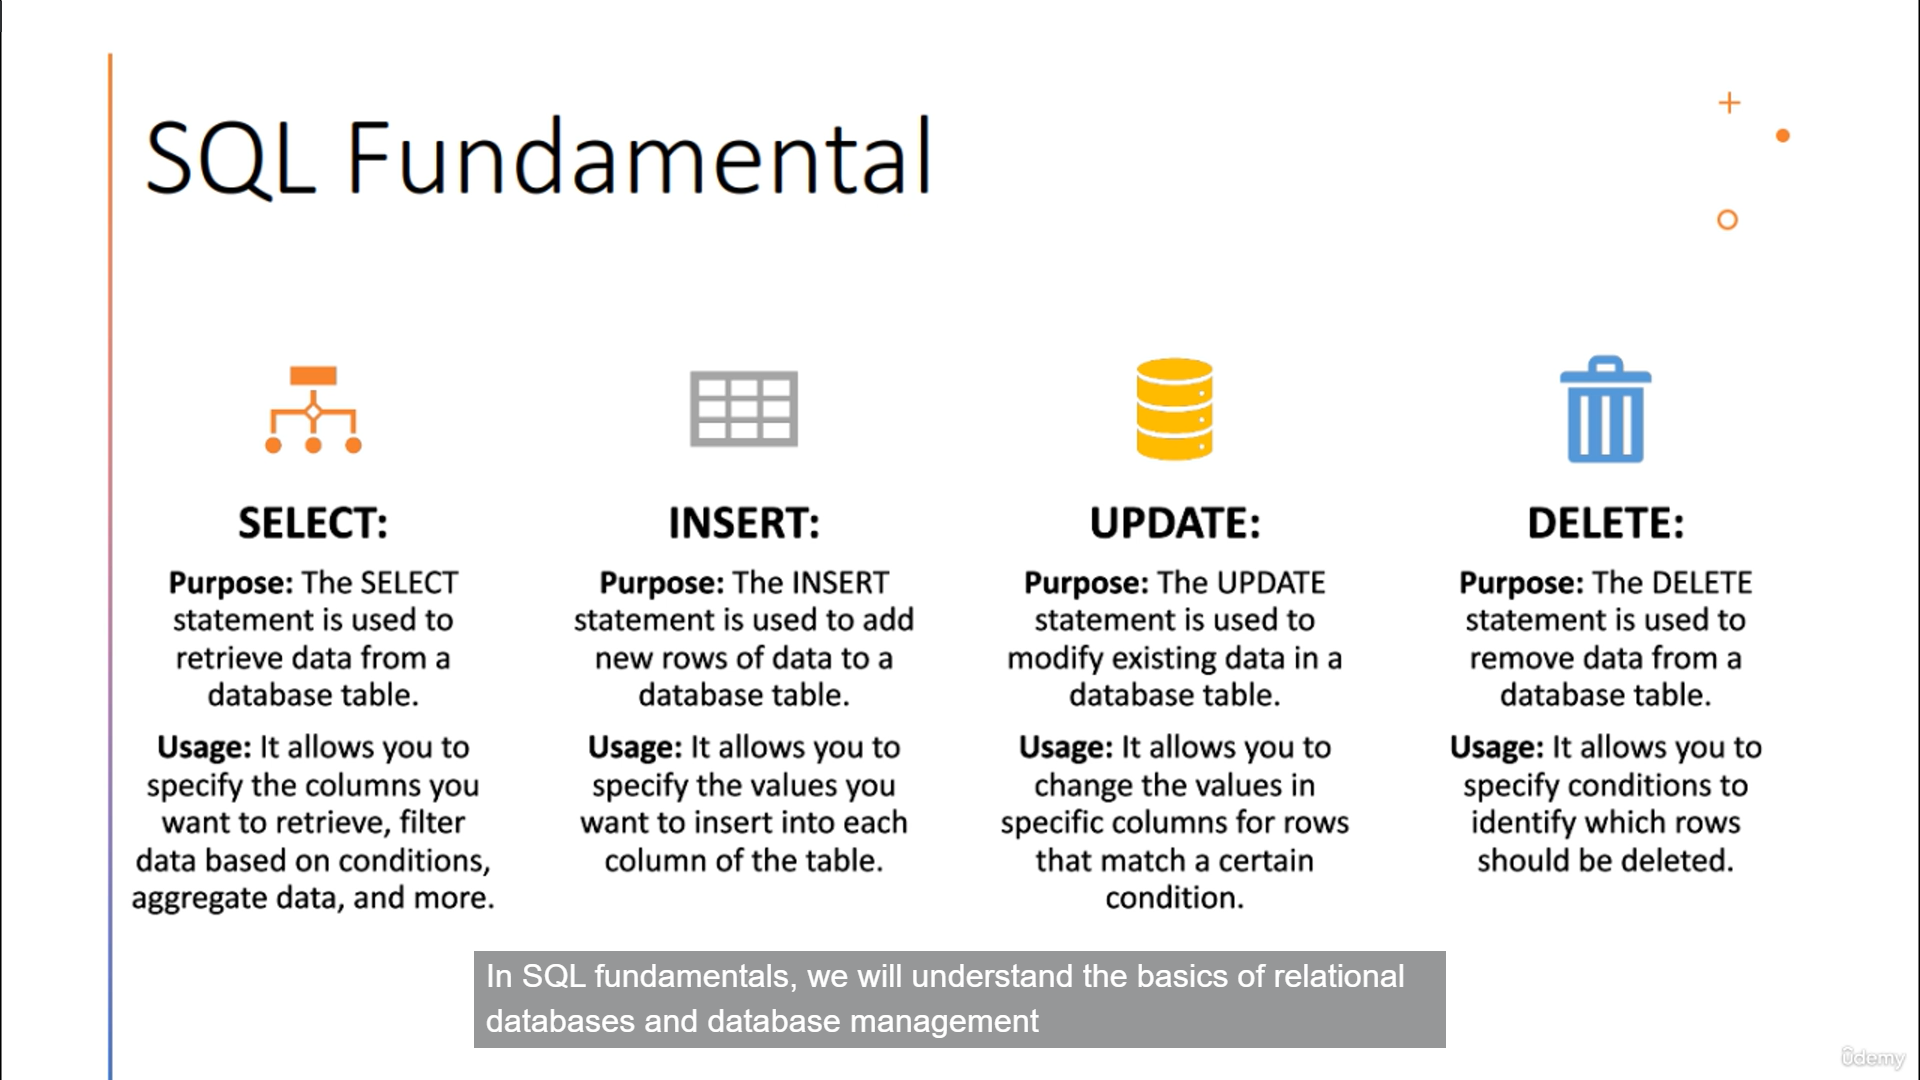 SQL Fundamental
SELECT:
Purpose: The SELECT
statement is used to
retrieve data from a
database table.
Usage: It allows you to
specify the columns you
want to retrieve, filter
data based on conditions,
aggregate data, and more.
INSERT:
Purpose: The INSERT
statement is used to add
new rows of data to a
database table.
Usage: It allows you to
specify the values you
want to insert into each
column of the table.
UPDATE:
Purpose: The UPDATE
statement is used to
modify existing data in a
database table.
Usage: It allows you to
change the values in
specific columns for rows
that match a certain
condition.
DELETE:
Purpose: The DELETE
statement is used to
remove data from a
database table.
Usage: It allows you to
specify conditions to
identify which rows
should be deleted.
In SQL fundamentals, we will understand the basics of relational
databases and database management
ûdemy